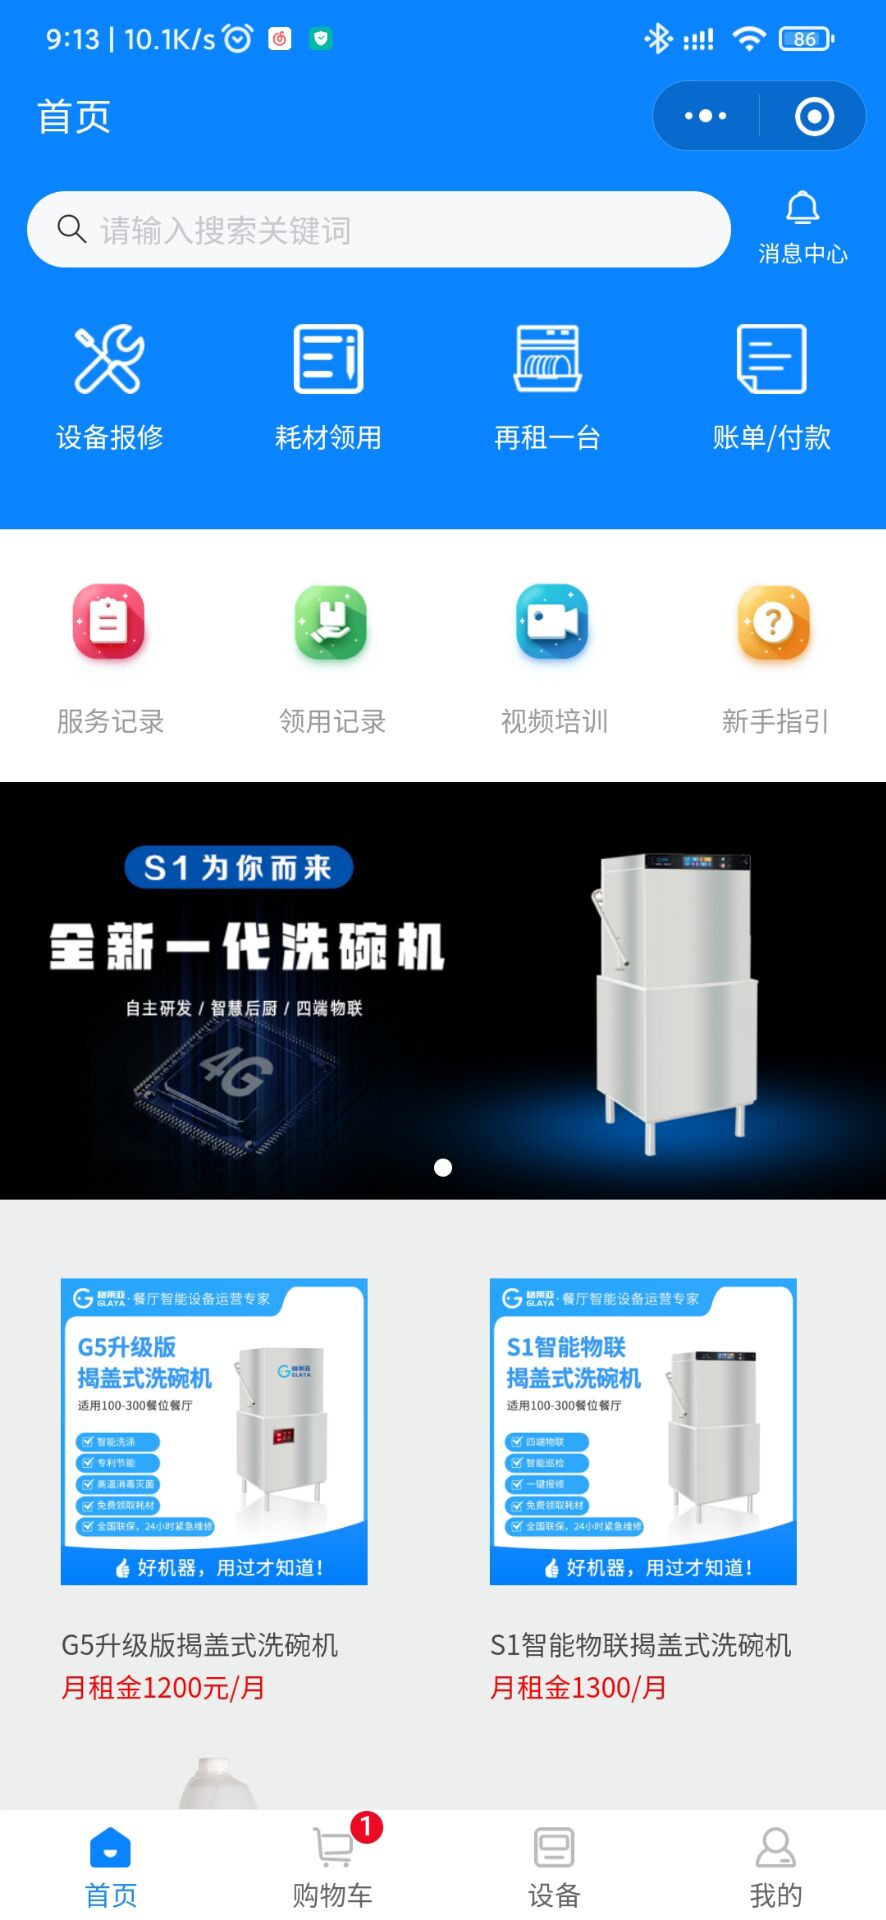 9:13 | 10.1K/s
86
首页
请输入搜索关键词
消息中心
设备报修
耗材领用
再租一台
账单/付款
服务记录
领用记录
视频培训
新手指引
S1为你而来
全新一代洗碗机
自主研发 / 智慧后厨 / 四端物联
4G
格莱亚 GLAYA · 餐厅智能设备运营专家
G5升级版
揭盖式洗碗机
适用100-300餐位餐厅
格莱亚 GLAYA
智能洗涤
专利节能
高温消毒灭菌
免费领取耗材
全国联保，24小时紧急维修
好机器，用过才知道！
格莱亚 GLAYA · 餐厅智能设备运营专家
S1智能物联
揭盖式洗碗机
适用100-300餐位餐厅
四端物联
智能巡检
一键报修
免费领取耗材
全国联保，24小时紧急维修
好机器，用过才知道！
G5升级版揭盖式洗碗机
月租金1200元/月
S1智能物联揭盖式洗碗机
月租金1300/月
首页
购物车
1
设备
我的